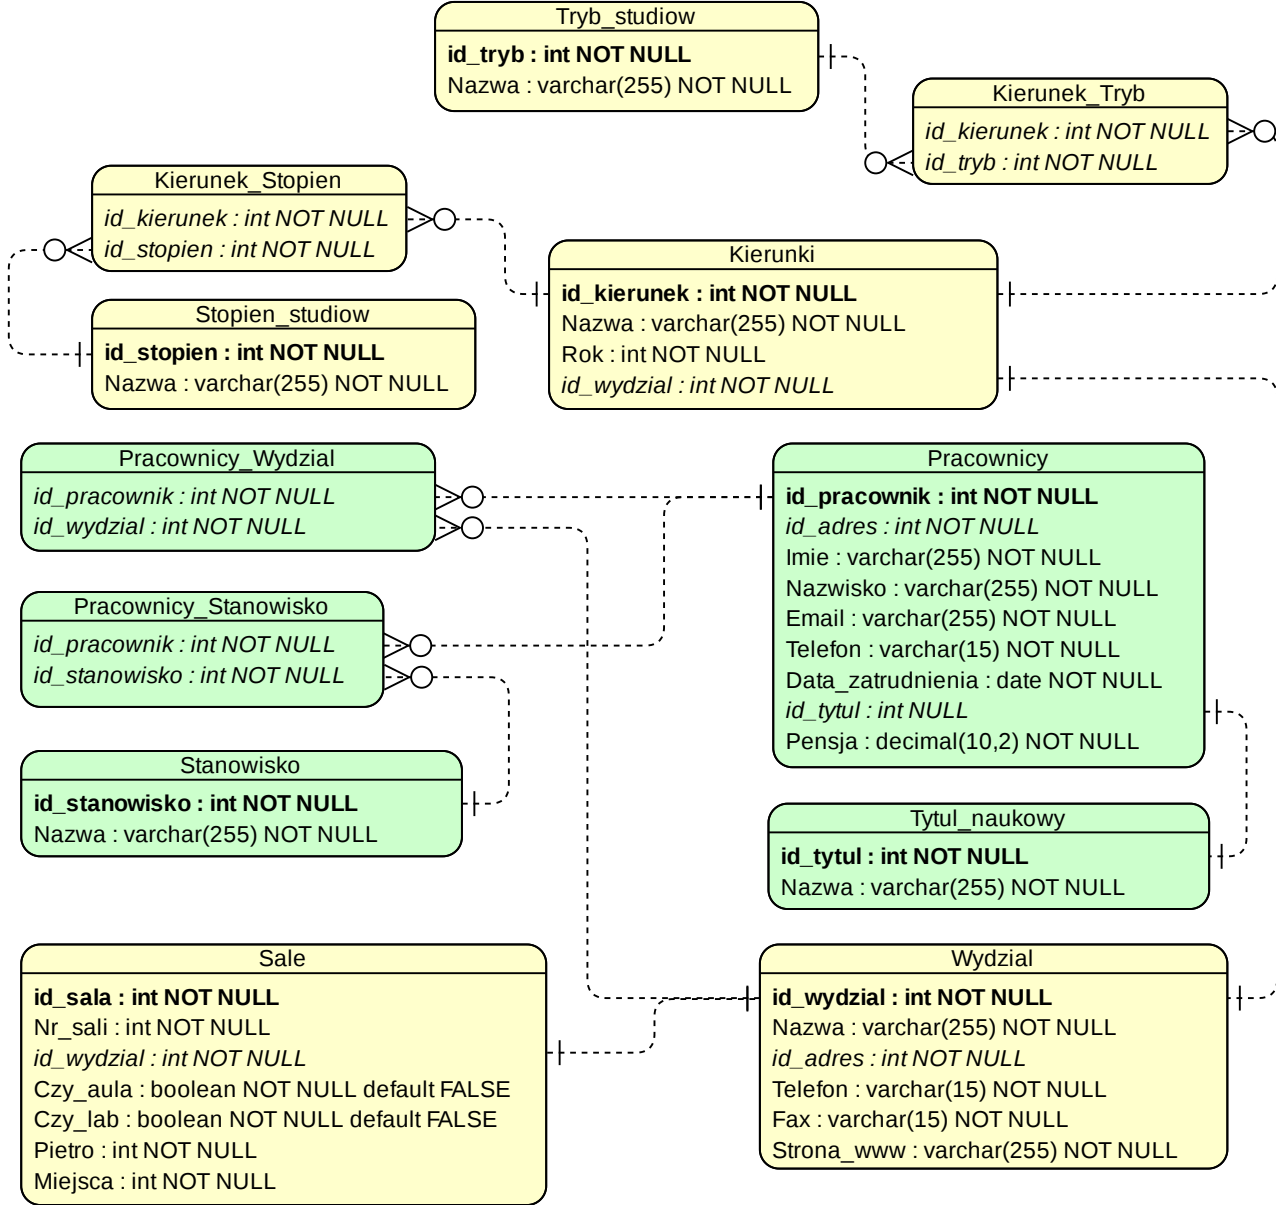 Tryb_studiow
id_tryb : int NOT NULL
Nazwa : varchar(255) NOT NULL
Kierunek_Tryb
id_kierunek : int NOT NULL
id_tryb : int NOT NULL
Kierunek_Stopien
id_kierunek : int NOT NULL
id_stopien : int NOT NULL
Kierunki
id_kierunek : int NOT NULL
Nazwa : varchar(255) NOT NULL
Rok : int NOT NULL
id_wydzial : int NOT NULL
Stopien_studiow
id_stopien : int NOT NULL
Nazwa : varchar(255) NOT NULL
Pracownicy_Wydzial
id_pracownik : int NOT NULL
id_wydzial : int NOT NULL
Pracownicy
id_pracownik : int NOT NULL
id_adres : int NOT NULL
Imie : varchar(255) NOT NULL
Nazwisko : varchar(255) NOT NULL
Email : varchar(255) NOT NULL
Telefon : varchar(15) NOT NULL
Data_zatrudnienia : date NOT NULL
id_tytul : int NULL
Pensja : decimal(10,2) NOT NULL
Pracownicy_Stanowisko
id_pracownik : int NOT NULL
id_stanowisko : int NOT NULL
Stanowisko
id_stanowisko : int NOT NULL
Nazwa : varchar(255) NOT NULL
Tytul_naukowy
id_tytul : int NOT NULL
Nazwa : varchar(255) NOT NULL
Sale
id_sala : int NOT NULL
Nr_sali : int NOT NULL
id_wydzial : int NOT NULL
Czy_aula : boolean NOT NULL default FALSE
Czy_lab : boolean NOT NULL default FALSE
Pietro : int NOT NULL
Miejsca : int NOT NULL
Wydzial
id_wydzial : int NOT NULL
Nazwa : varchar(255) NOT NULL
id_adres : int NOT NULL
Telefon : varchar(15) NOT NULL
Fax : varchar(15) NOT NULL
Strona_www : varchar(255) NOT NULL